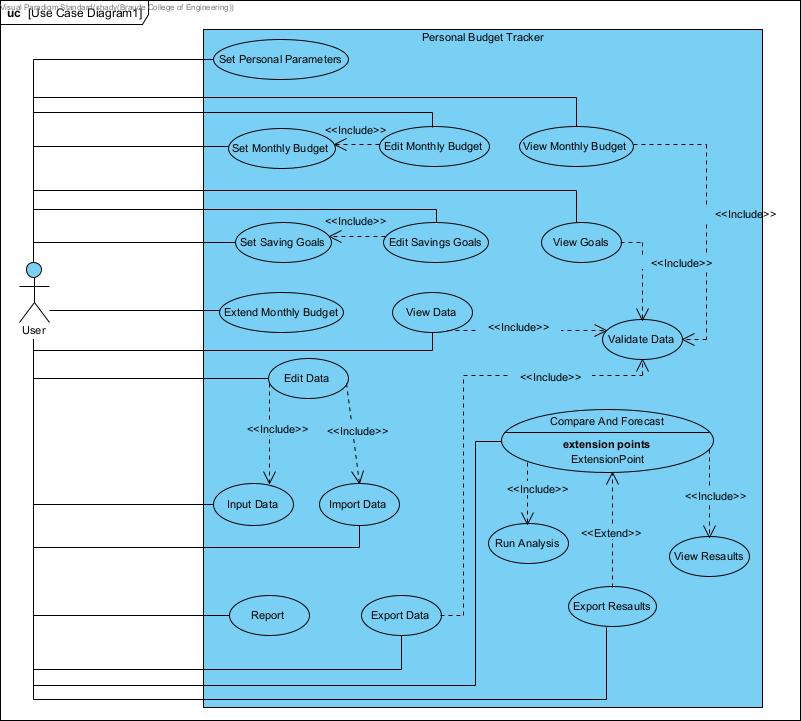 Visual Paradigm Standard(shady(Braude College of Engineering))
uc [Use Case Diagram1]
Personal Budget Tracker
Set Personal Parameters
<<Include>>
Set Monthly Budget
Edit Monthly Budget
View Monthly Budget
<<Include>>
<<Include>>
Set Saving Goals
Edit Savings Goals
View Goals
<<Include>>
User
Extend Monthly Budget
View Data
<<Include>>
Validate Data
Edit Data
<<Include>>
Compare And Forecast
extension points
ExtensionPoint
<<Include>>
<<Include>>
Input Data
Import Data
<<Include>>
<<Include>>
<<Extend>>
Run Analysis
View Resaults
Report
Export Data
Export Resaults